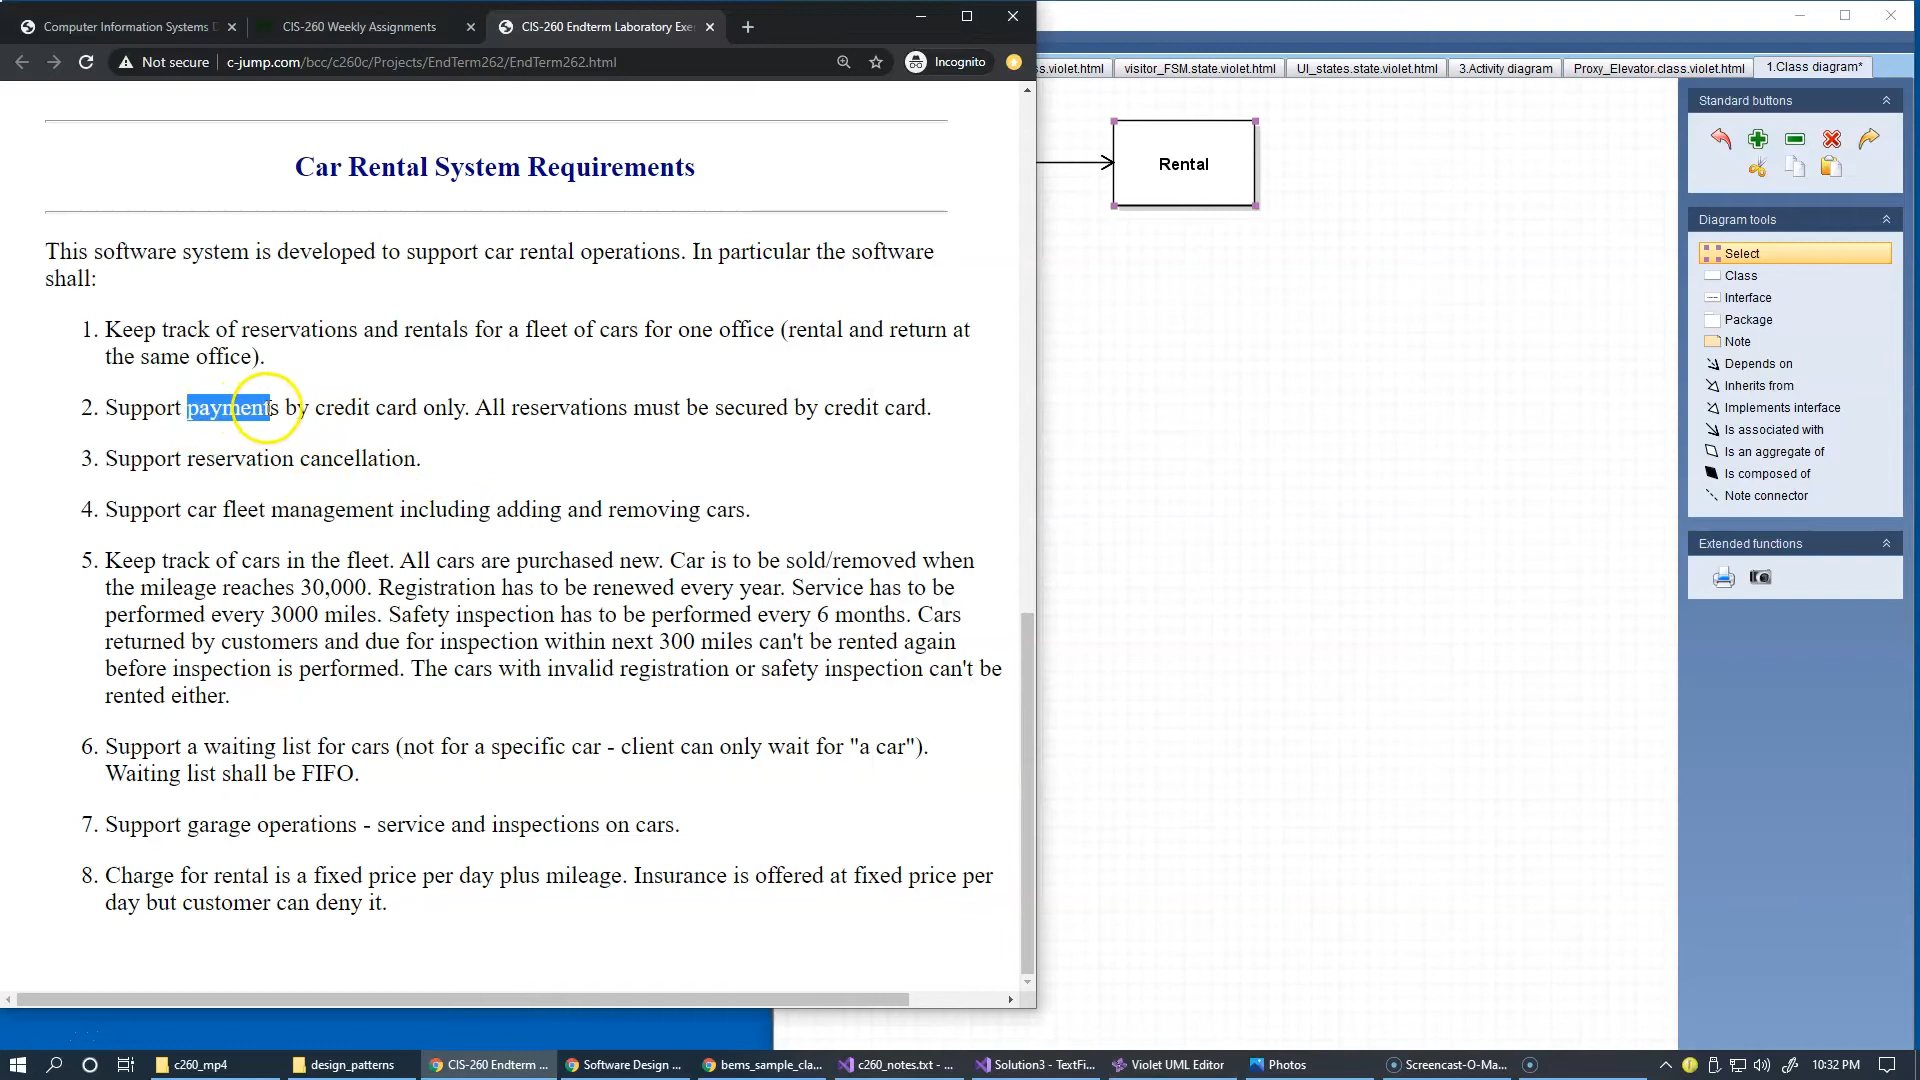 Computer Information Systems D
CIS-260 Weekly Assignments
CIS-260 Endterm Laboratory Exe
Not secure
c-jump.com/bcc/c260c/Projects/EndTerm262/EndTerm262.html
Incognito
ss.violet.html
visitor_FSM.state.violet.html
UI_states.state.violet.html
3.Activity diagram
Proxy_Elevator.class.violet.html
1.Class diagram*
Car Rental System Requirements
This software system is developed to support car rental operations. In particular the software
shall:
1. Keep track of reservations and rentals for a fleet of cars for one office (rental and return at
the same office).
2. Support payments by credit card only. All reservations must be secured by credit card.
3. Support reservation cancellation.
4. Support car fleet management including adding and removing cars.
5. Keep track of cars in the fleet. All cars are purchased new. Car is to be sold/removed when
the mileage reaches 30,000. Registration has to be renewed every year. Service has to be
performed every 3000 miles. Safety inspection has to be performed every 6 months. Cars
returned by customers and due for inspection within next 300 miles can't be rented again
before inspection is performed. The cars with invalid registration or safety inspection can't be
rented either.
6. Support a waiting list for cars (not for a specific car - client can only wait for "a car").
Waiting list shall be FIFO.
7. Support garage operations - service and inspections on cars.
8. Charge for rental is a fixed price per day plus mileage. Insurance is offered at fixed price per
day but customer can deny it.
Rental
Standard buttons
Diagram tools
Select
Class
Interface
Package
Note
Depends on
Inherits from
Implements interface
Is associated with
Is an aggregate of
Is composed of
Note connector
Extended functions
c260_mp4
design_patterns
CIS-260 Endterm ...
Software Design ...
bems_sample_cla...
c260_notes.txt - ...
Solution3 - TextFi...
Violet UML Editor
Photos
Screencast-O-Ma...
10:32 PM